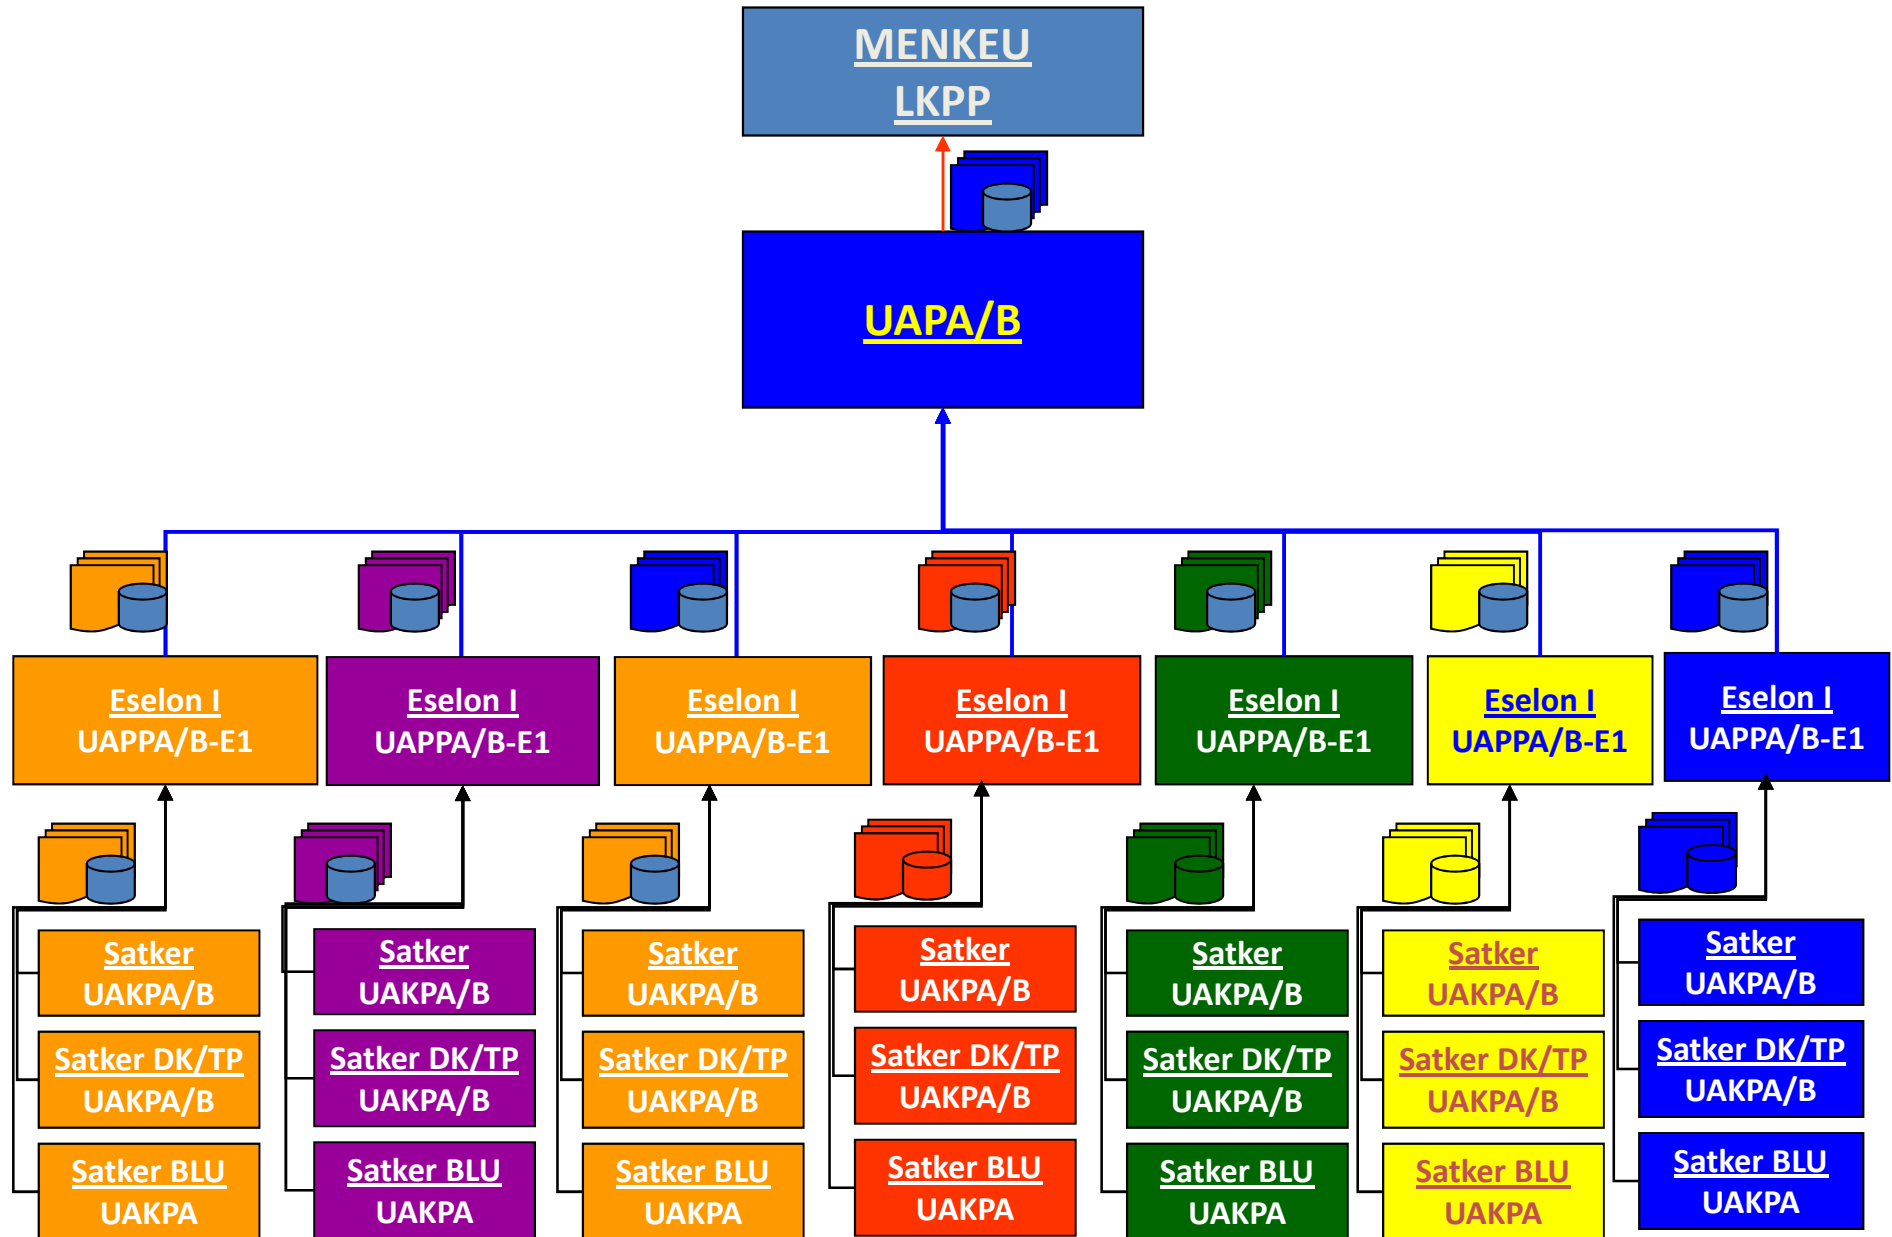 MENKEU
LKPP
UAPA/B
Eselon I
UAPPA/B-E1
Eselon I
UAPPA/B-E1
Eselon I
UAPPA/B-E1
Eselon I
UAPPA/B-E1
Eselon I
UAPPA/B-E1
Eselon I
UAPPA/B-E1
Eselon I
UAPPA/B-E1
Satker
UAKPA/B
Satker
UAKPA/B
Satker
UAKPA/B
Satker
UAKPA/B
Satker
UAKPA/B
Satker
UAKPA/B
Satker
UAKPA/B
Satker DK/TP
UAKPA/B
Satker DK/TP
UAKPA/B
Satker DK/TP
UAKPA/B
Satker DK/TP
UAKPA/B
Satker DK/TP
UAKPA/B
Satker DK/TP
UAKPA/B
Satker DK/TP
UAKPA/B
Satker BLU
UAKPA
Satker BLU
UAKPA
Satker BLU
UAKPA
Satker BLU
UAKPA
Satker BLU
UAKPA
Satker BLU
UAKPA
Satker BLU
UAKPA